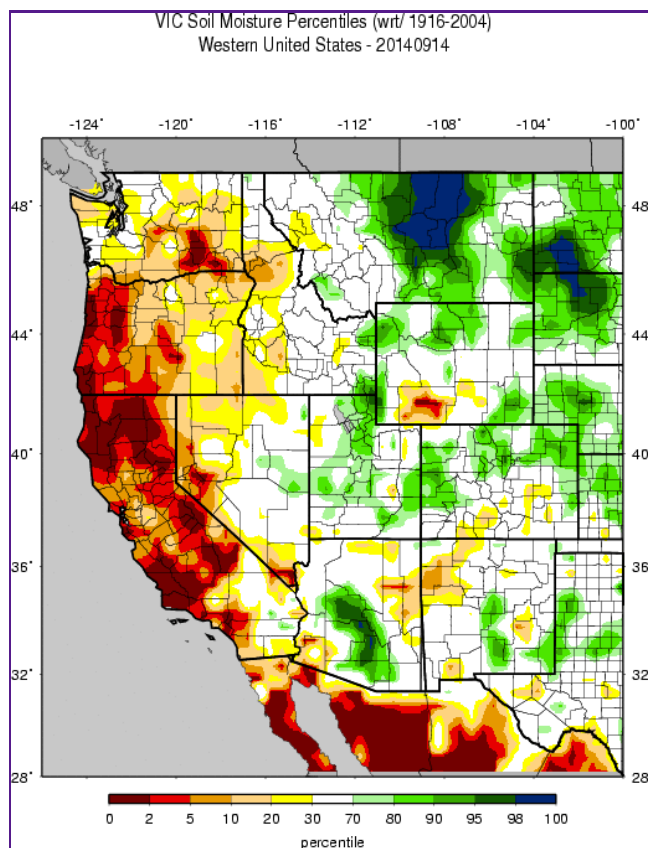 VIC Soil Moisture Percentiles (wrt/ 1916-2004)
Western United States - 20140914
-124˚ -120˚ -116˚ -112˚ -108˚ -104˚ -100˚
48˚ 48˚
44˚ 44˚
40˚ 40˚
36˚ 36˚
32˚ 32˚
28˚ 28˚
0 2 5 10 20 30 70 80 90 95 98 100
percentile